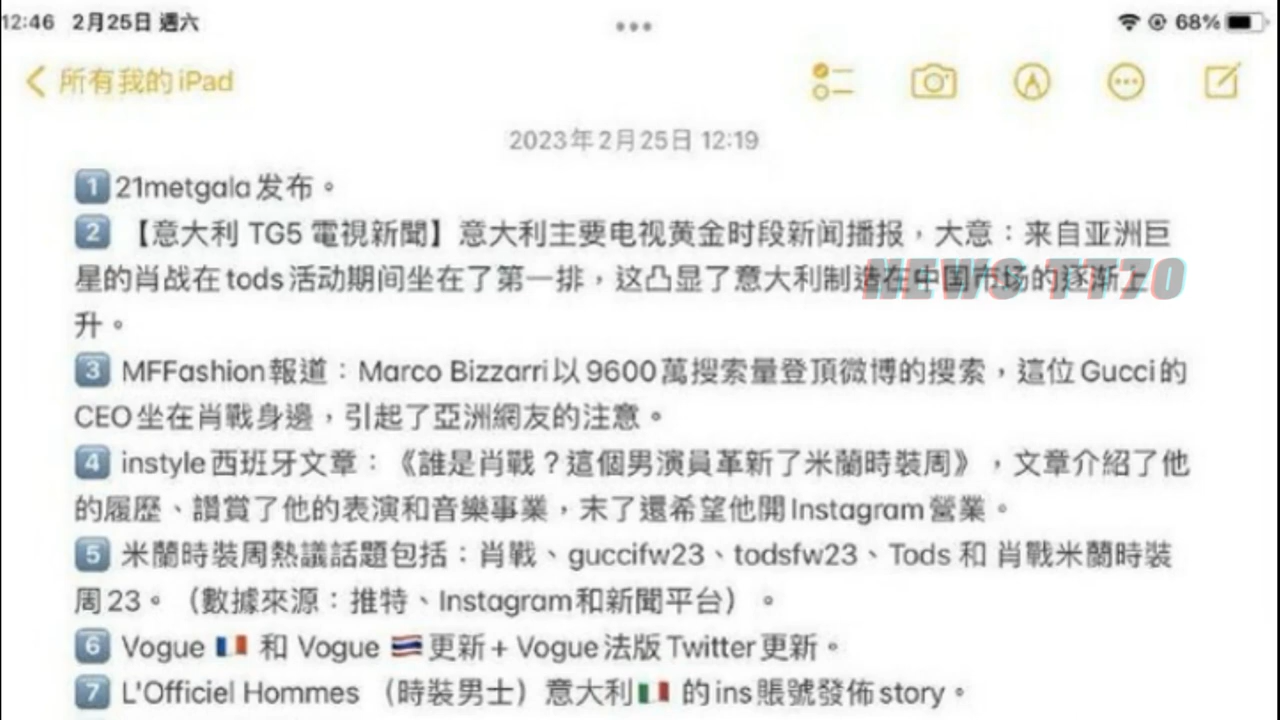 12:46 2月25日 週六 68%
所有我的iPad
2023年2月25日 12:19
1 21metgala发布。
2 【意大利 TG5 電視新聞】意大利主要电视黄金时段新闻播报，大意：来自亚洲巨
星的肖战在tods活动期间坐在了第一排，这凸显了意大利制造在中国市场的逐渐上
升。
NEWS 1170
3 MFFashion報道：Marco Bizzarri以9600萬搜索量登頂微博的搜索，這位Gucci的
CEO坐在肖戰身邊，引起了亞洲網友的注意。
4 instyle西班牙文章：《誰是肖戰？這個男演員革新了米蘭時裝周》，文章介紹了他
的履歷、讚賞了他的表演和音樂事業，末了還希望他開Instagram營業。
5 米蘭時裝周熱議話題包括：肖戰、guccifw23、todsfw23、Tods 和 肖戰米蘭時裝
周23。（數據來源：推特、Instagram和新聞平台）。
6 Vogue 🇫🇷 和 Vogue 🇹🇭更新+Vogue法版Twitter更新。
7 L'Officiel Hommes （時裝男士）意大利🇮🇹 的ins賬號發佈story。